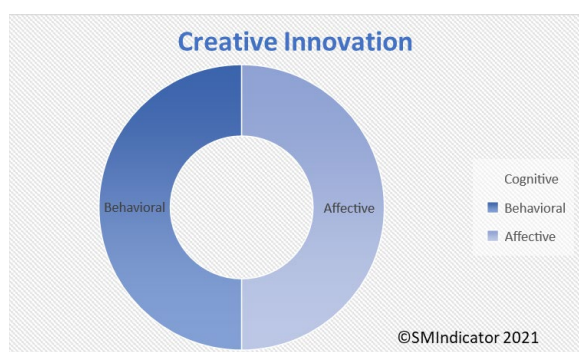 Creative Innovation
Behavioral
Affective
Cognitive
Behavioral
Affective
©SMIndicator 2021